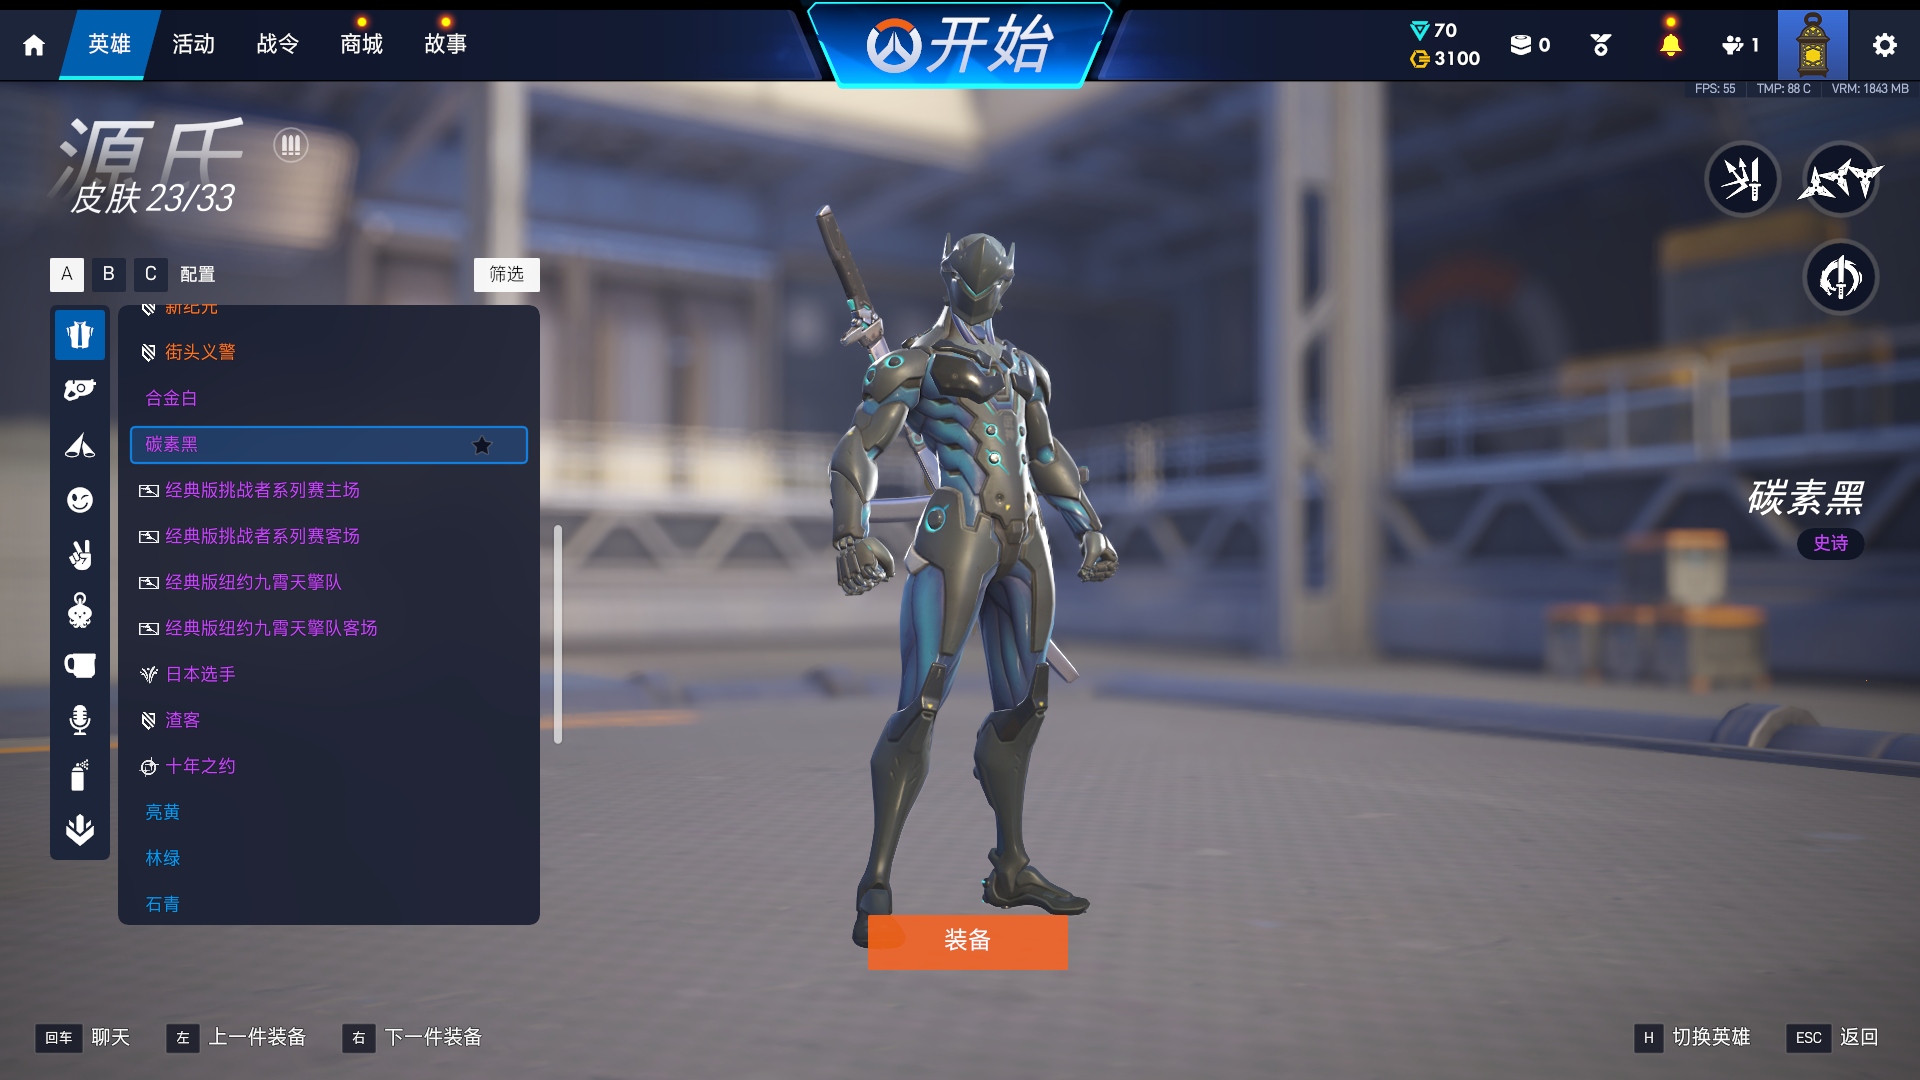 英雄 活动 战令 商城 故事
开始
70
3100
0
1
FPS: 55 TMP: 88 C VRM: 1843 MB
源氏
皮肤 23/33
A B C 配置 筛选
新纪元
街头义警
合金白
碳素黑
经典版挑战者系列赛主场
经典版挑战者系列赛客场
经典版纽约九霄天擎队
经典版纽约九霄天擎队客场
日本选手
渣客
十年之约
亮黄
林绿
石青
碳素黑
史诗
装备
回车 聊天 左 上一件装备 右 下一件装备
H 切换英雄 ESC 返回